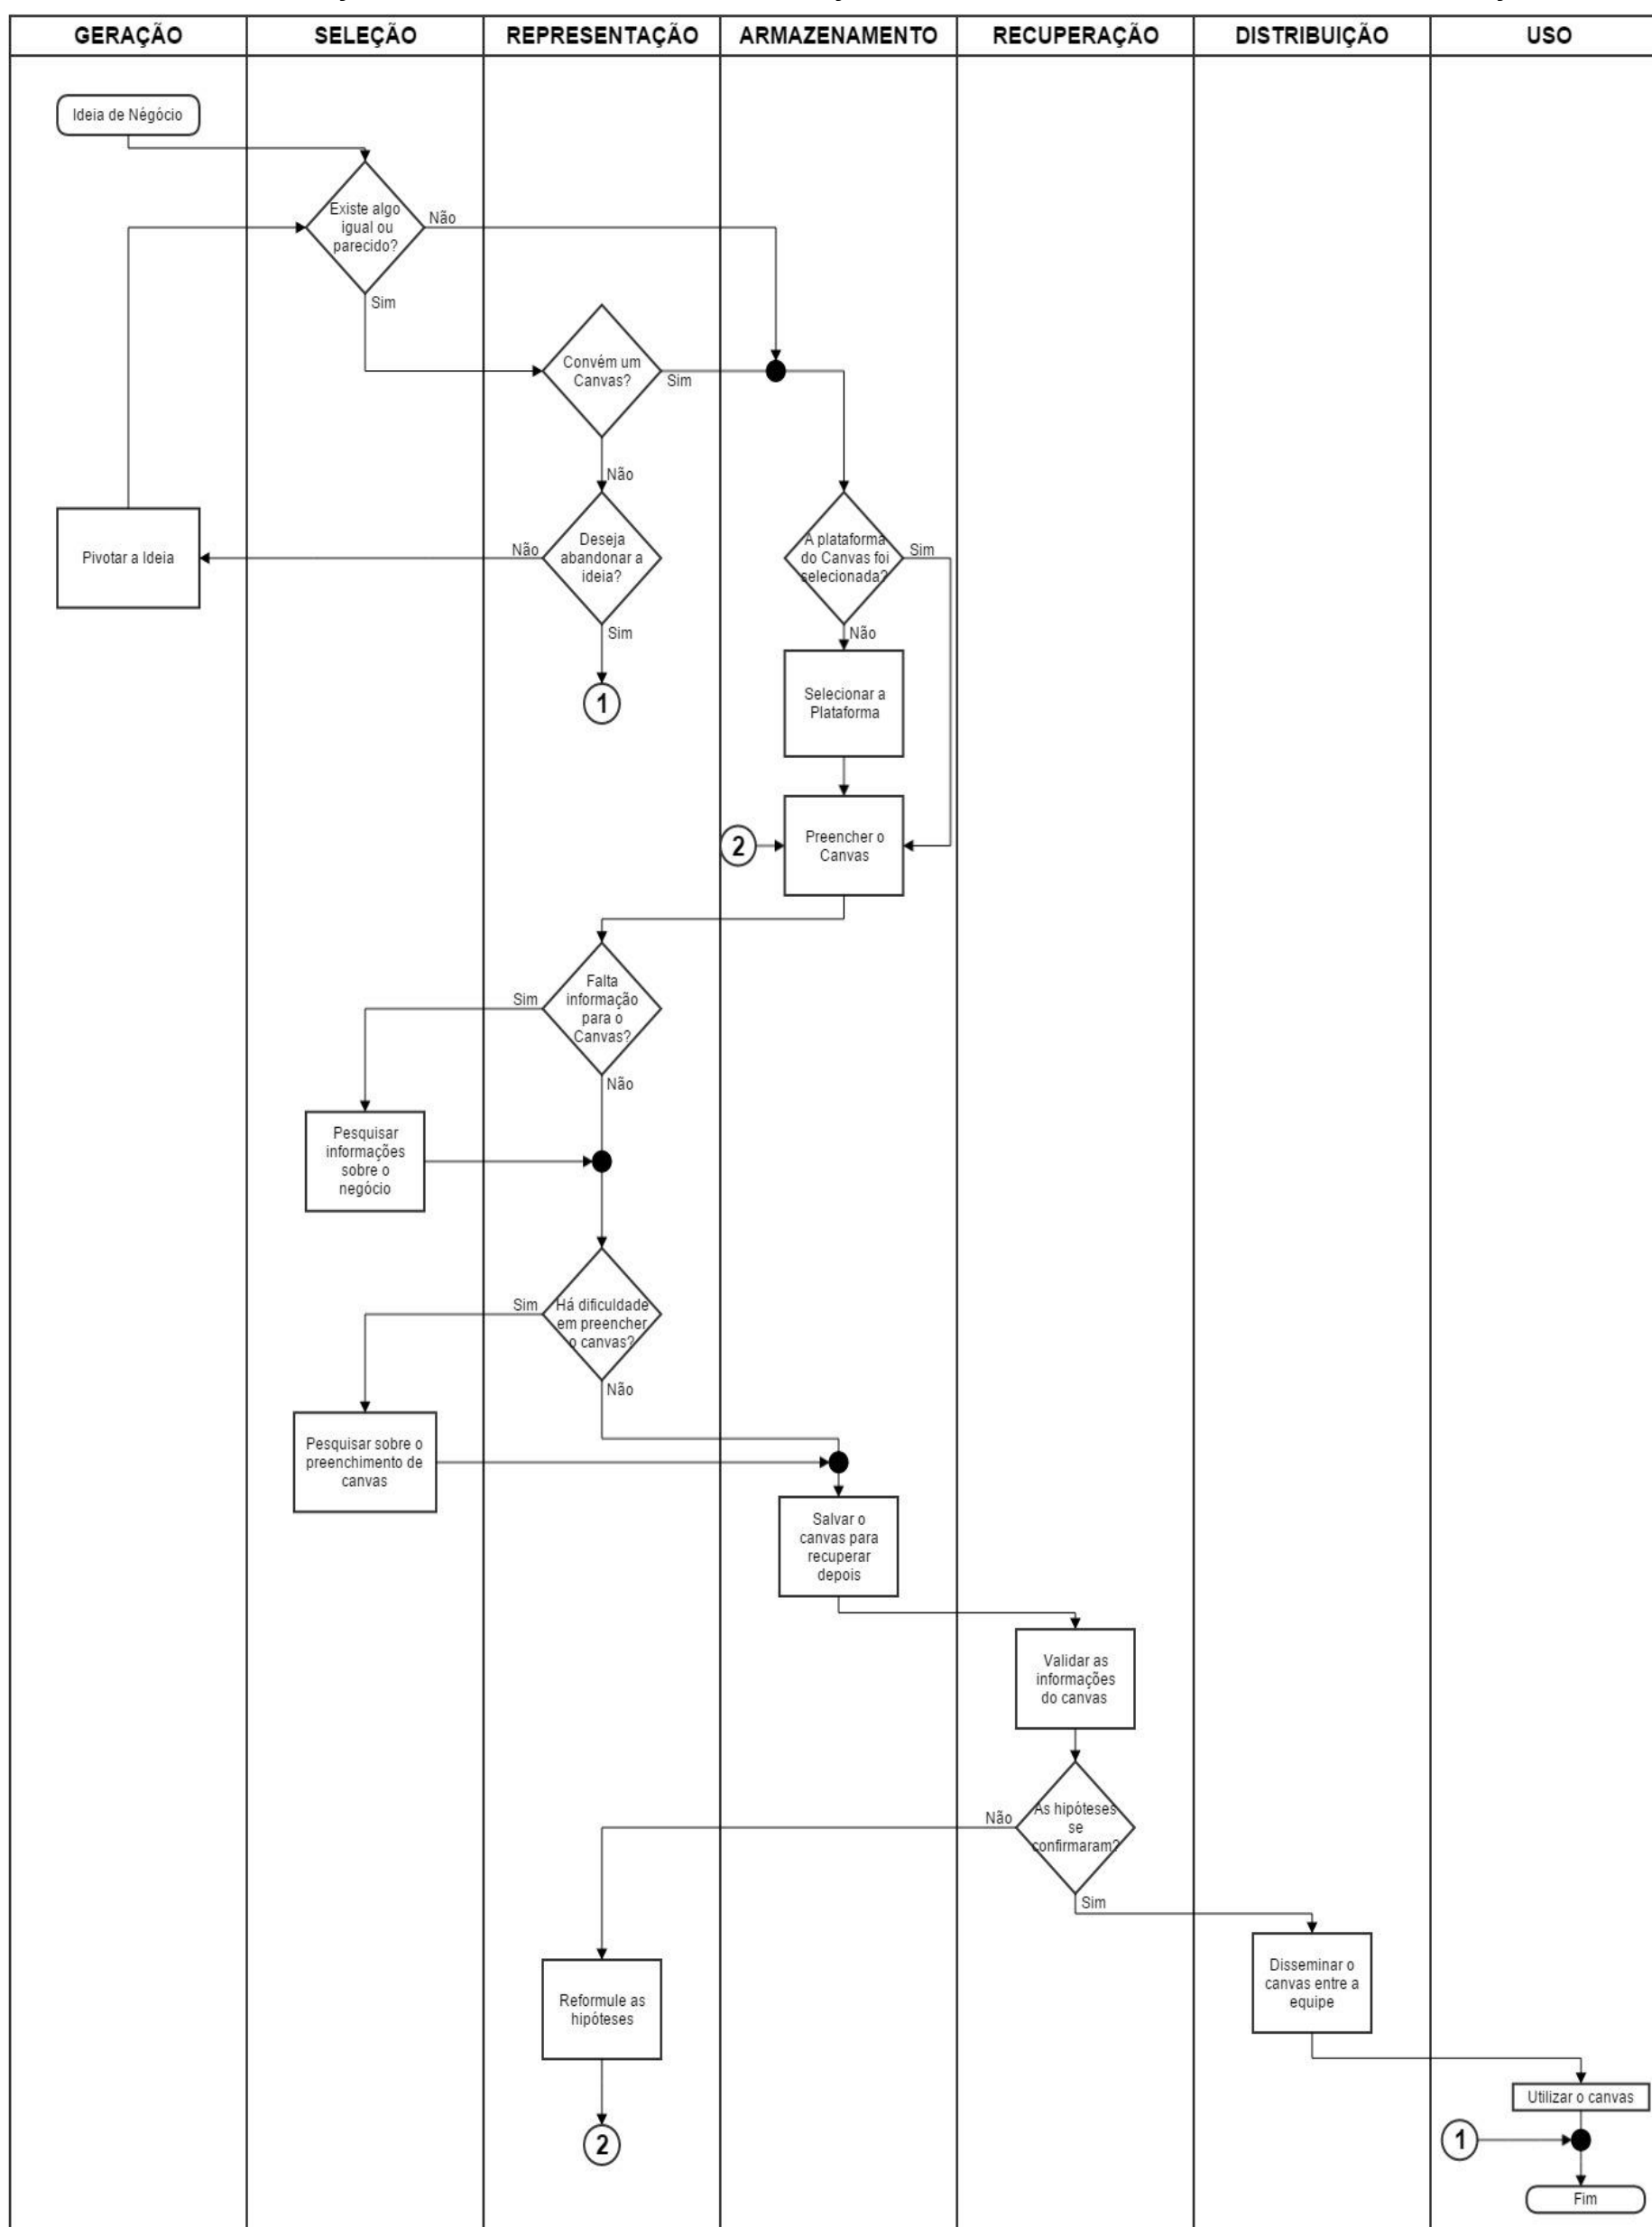 GERAÇÃO
SELEÇÃO
REPRESENTAÇÃO
ARMAZENAMENTO
RECUPERAÇÃO
DISTRIBUIÇÃO
USO
Ideia de Négócio
Existe algo
igual ou
parecido?
Não
Sim
Convém um
Canvas?
Sim
Não
Pivotar a Ideia
Não
Deseja
abandonar a
ideia?
Sim
1
A plataforma
do Canvas foi
selecionada?
Sim
Não
Selecionar a
Plataforma
2
Preencher o
Canvas
Falta
informação
para o
Canvas?
Sim
Não
Pesquisar
informações
sobre o
negócio
Há dificuldade
em preencher
o canvas?
Sim
Não
Pesquisar sobre o
preenchimento de
canvas
Salvar o
canvas para
recuperar
depois
Validar as
informações
do canvas
As hipóteses
se
confirmaram?
Não
Sim
Disseminar o
canvas entre a
equipe
Reformule as
hipóteses
2
Utilizar o canvas
1
Fim